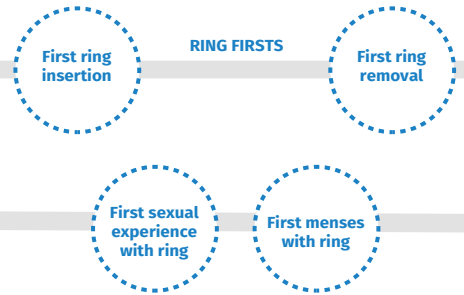 RING FIRSTS
First ring
insertion
First ring
removal
First sexual
experience
with ring
First menses
with ring